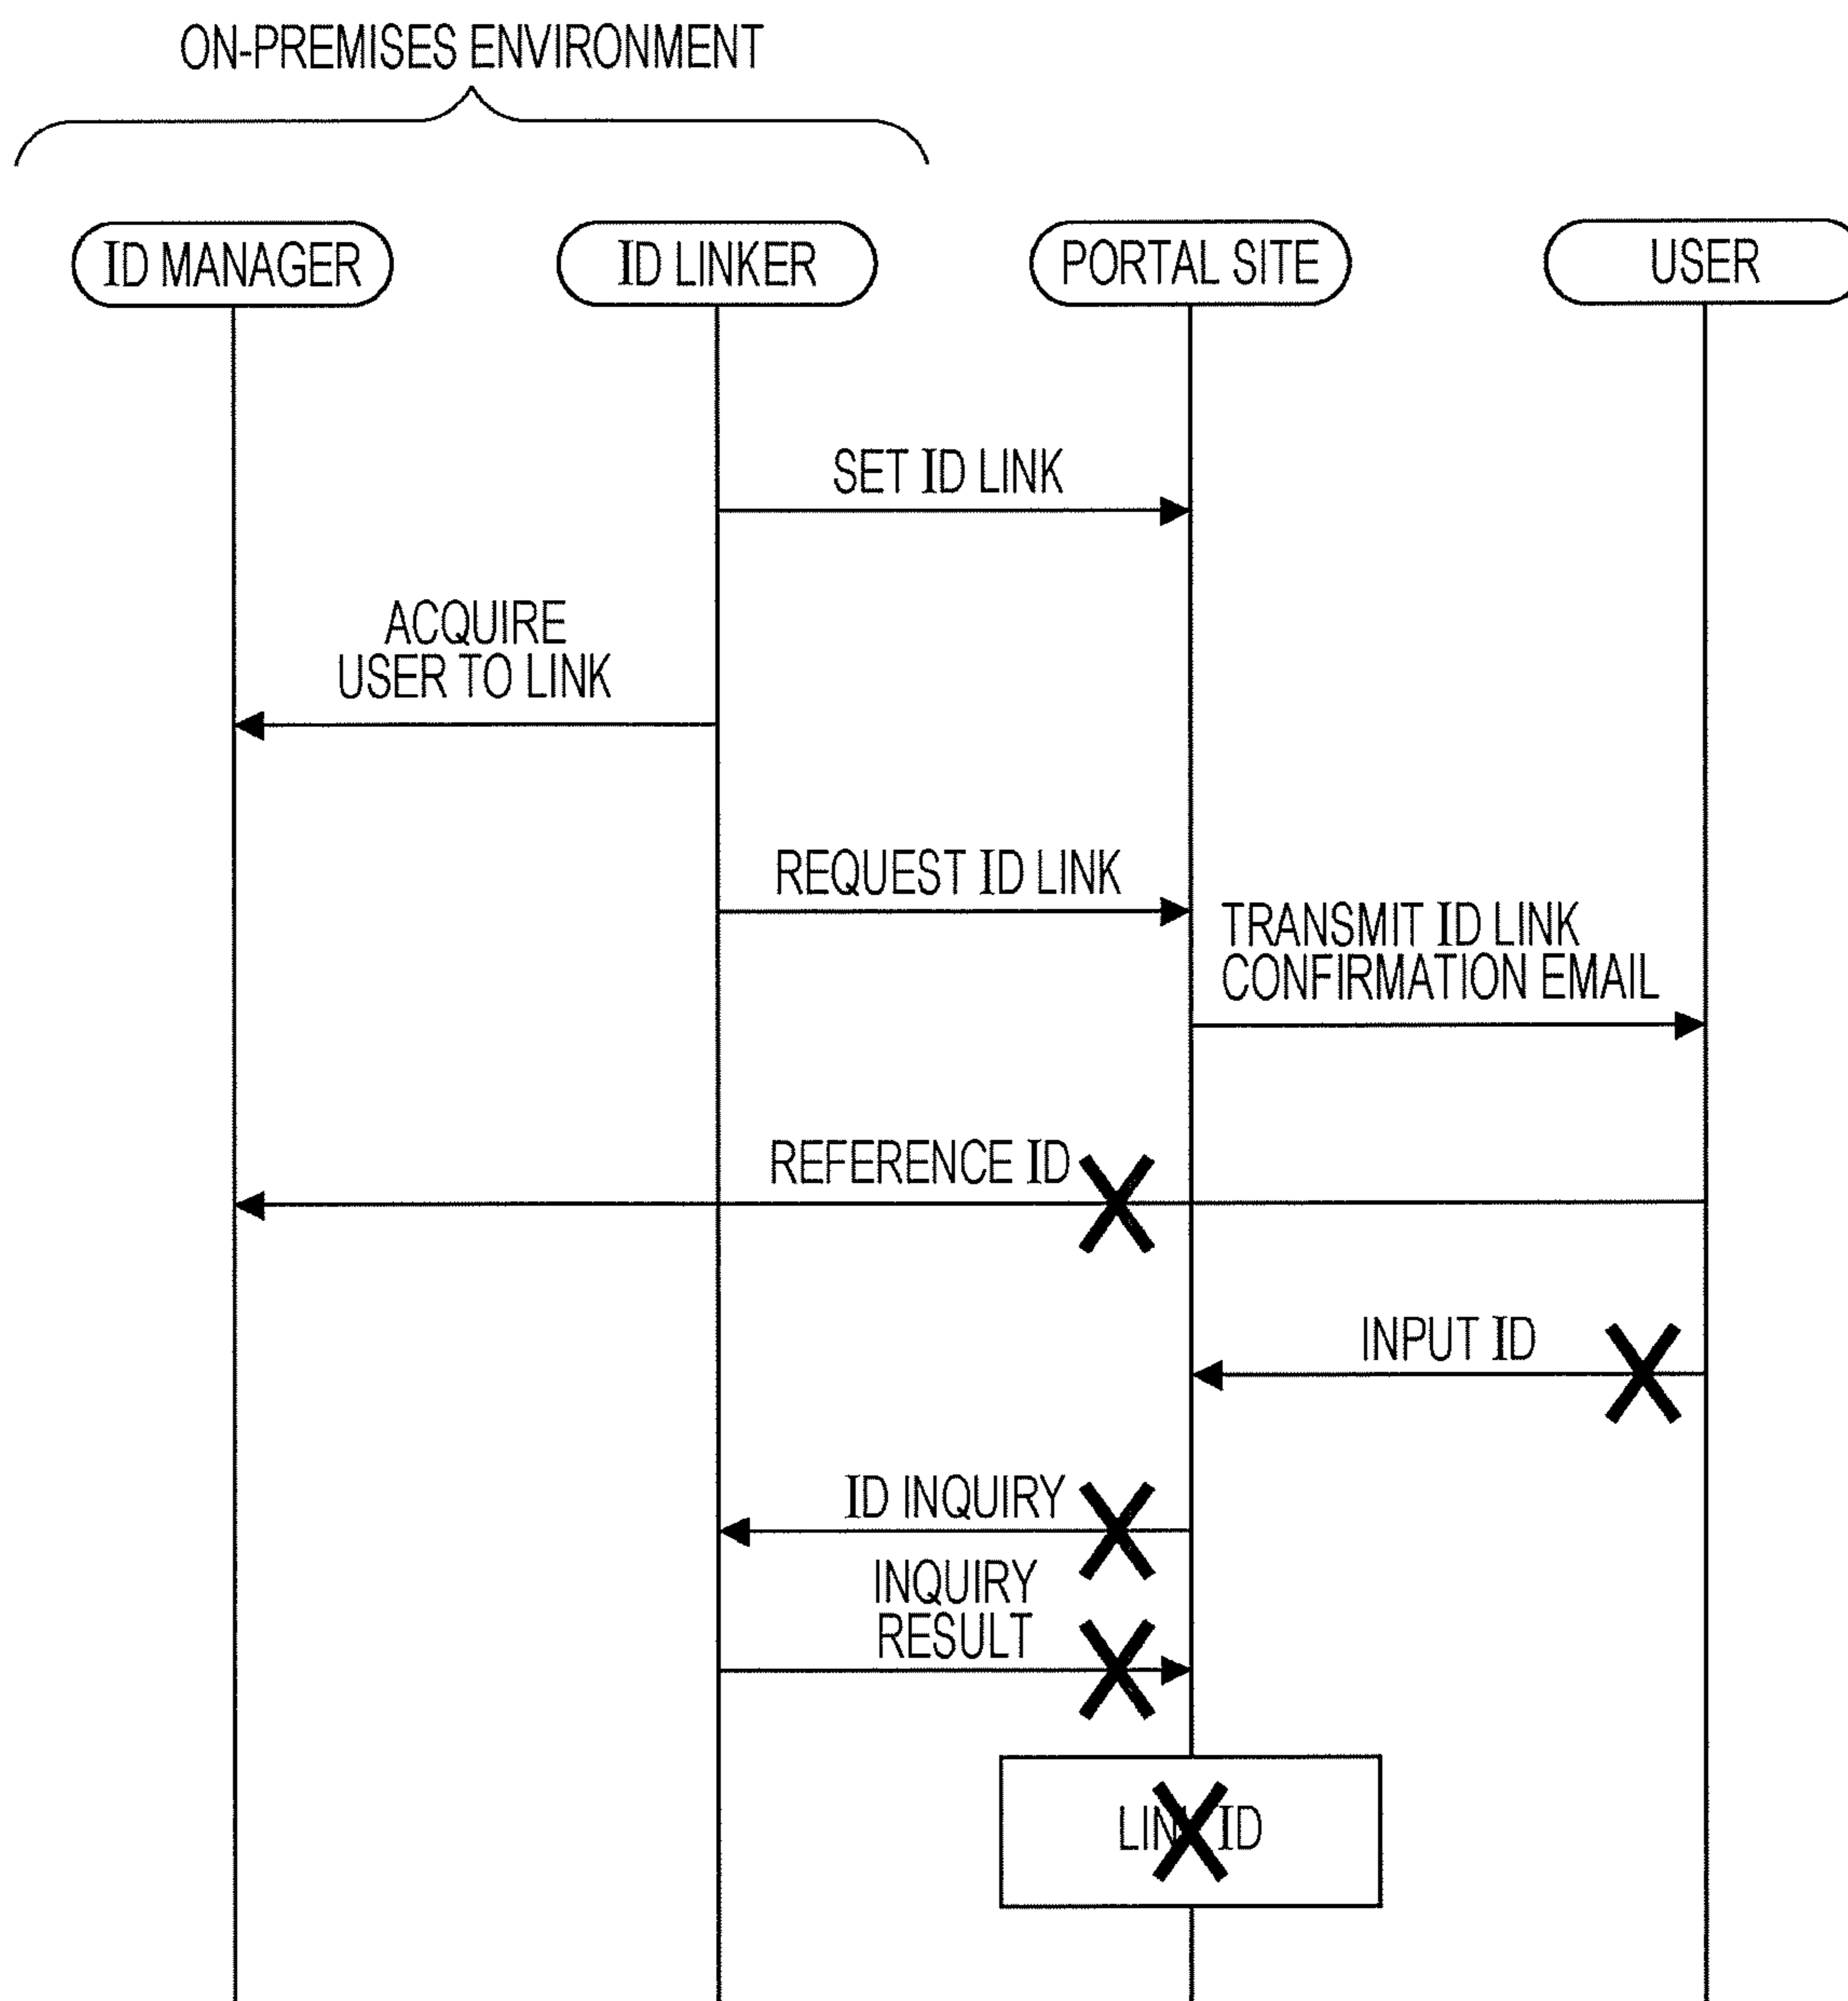 ON-PREMISES ENVIRONMENT
ID MANAGER
ID LINKER
PORTAL SITE
USER
SET ID LINK
ACQUIRE
USER TO LINK
REQUEST ID LINK
TRANSMIT ID LINK
CONFIRMATION EMAIL
REFERENCE ID
INPUT ID
ID INQUIRY
INQUIRY
RESULT
LINK ID